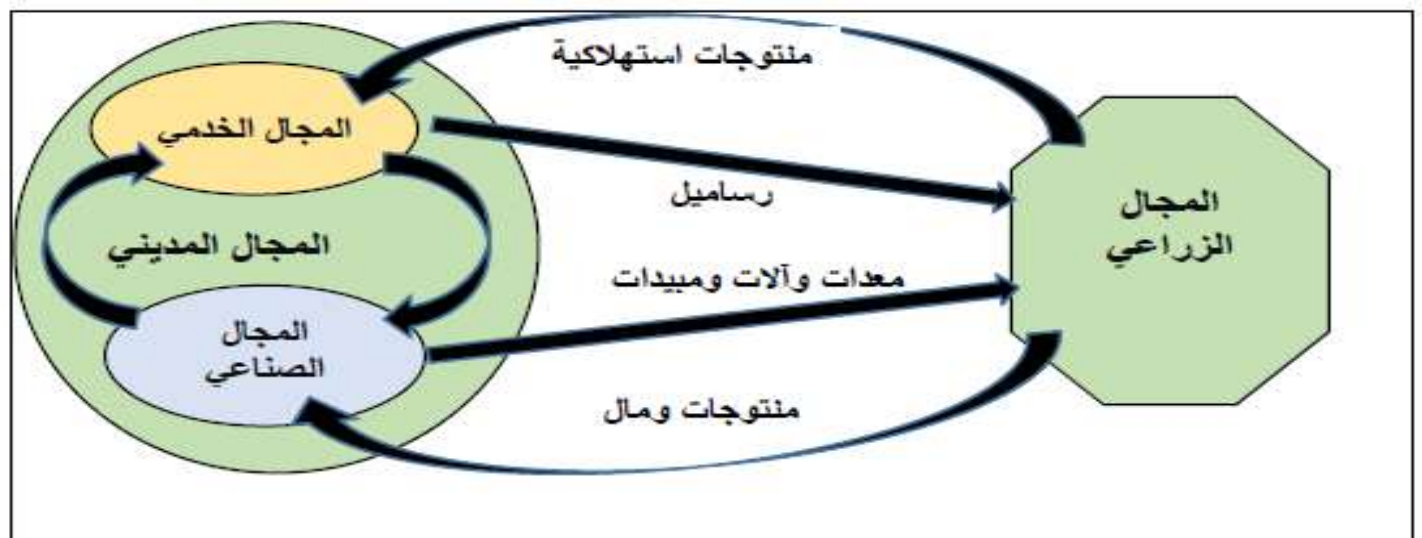 منتوجات استهلاكية
المجال الخدمي
رساميل
المجال
الزراعي
المجال المديني
معدات وآلات ومبيدات
المجال
الصناعي
منتوجات ومال